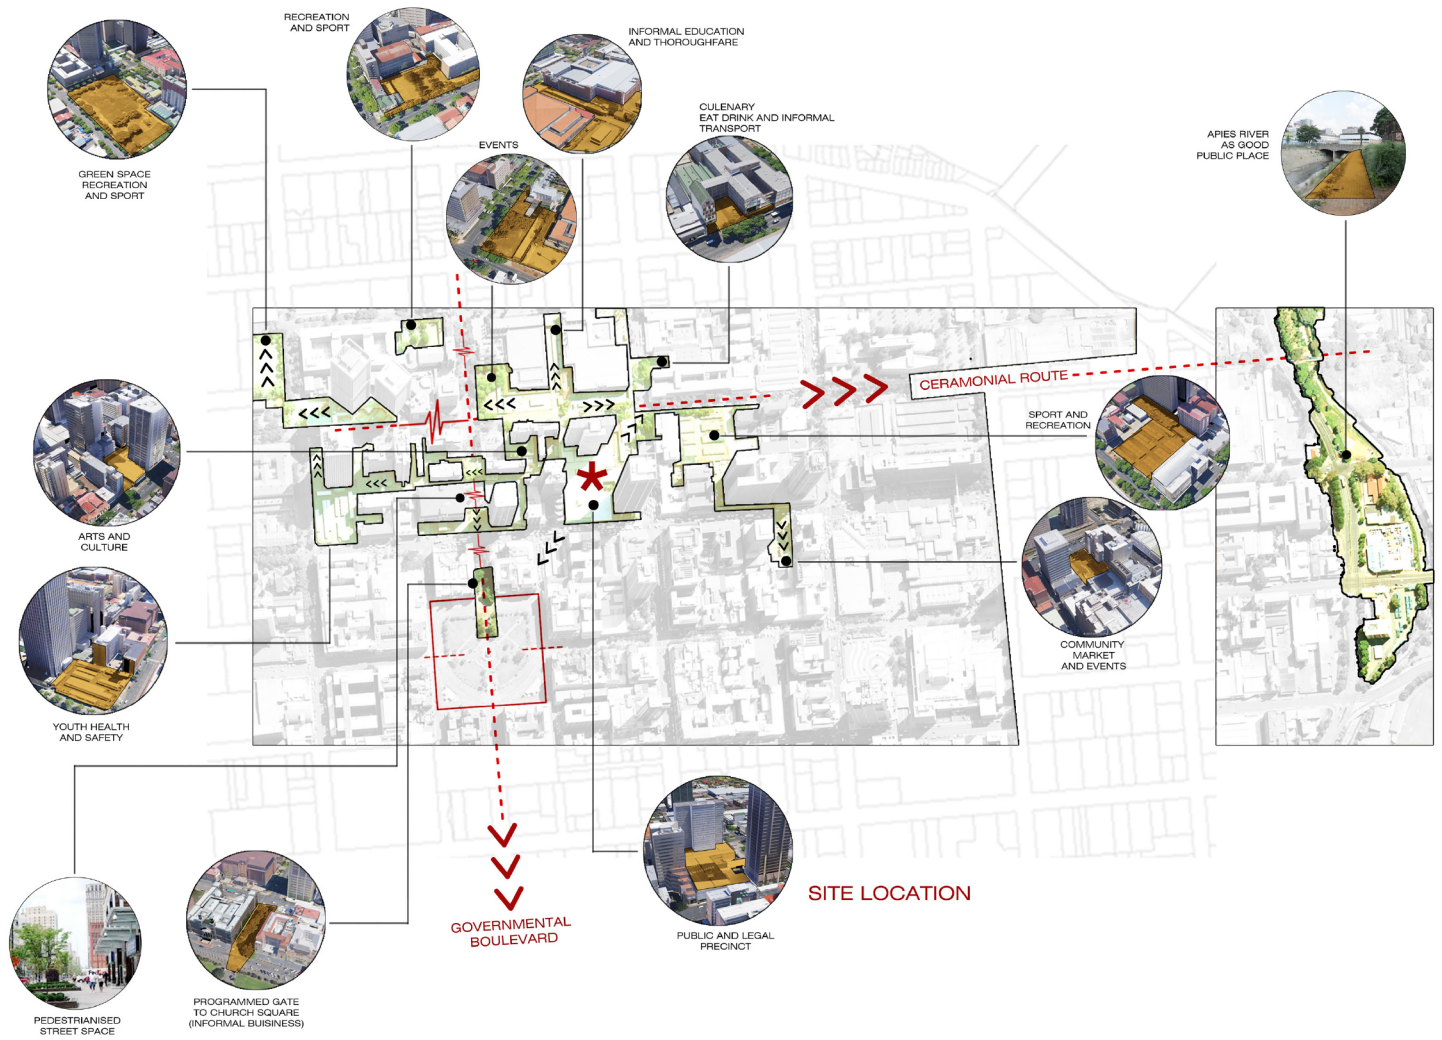 RECREATION
AND SPORT
INFORMAL EDUCATION
AND THOROUGHFARE
CULENARY
EAT DRINK AND INFORMAL
TRANSPORT
EVENTS
APIES RIVER
AS GOOD
PUBLIC PLACE
GREEN SPACE
RECREATION
AND SPORT
CERAMONIAL ROUTE
SPORT AND
RECREATION
ARTS AND
CULTURE
COMMUNITY
MARKET
AND EVENTS
YOUTH HEALTH
AND SAFETY
SITE LOCATION
GOVERNMENTAL
BOULEVARD
PUBLIC AND LEGAL
PRECINCT
PROGRAMMED GATE
TO CHURCH SQUARE
(INFORMAL BUISINESS)
PEDESTRIANISED
STREET SPACE